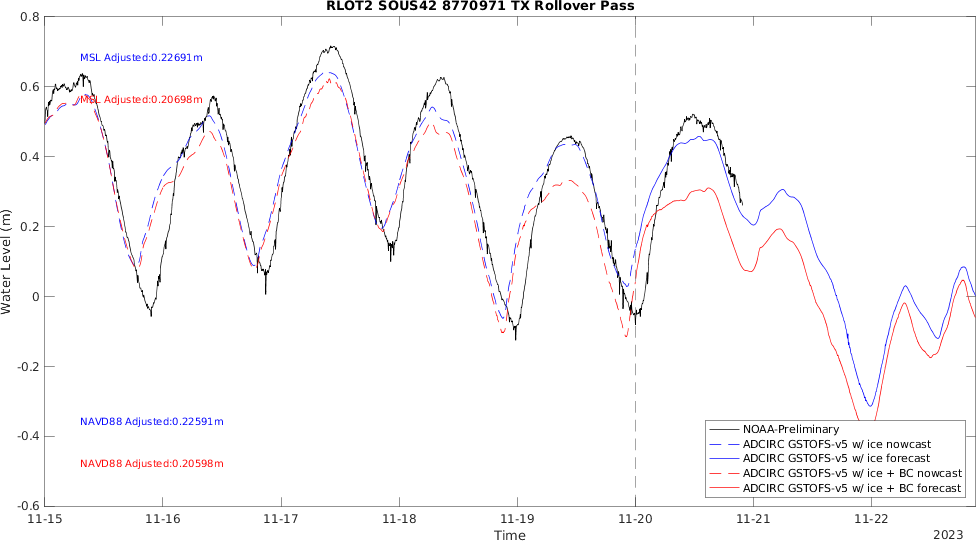 RLOT2 SOUS42 8770971 TX Rollover Pass
0.8
MSL Adjusted:0.22691m
0.6
MSL Adjusted:0.20698m
0.4
0.2
Water Level (m)
0
-0.2
NAVD88 Adjusted:0.22591m
NOAA-Preliminary
-0.4
ADCIRC GSTOFS-v5 w/ ice nowcast
ADCIRC GSTOFS-v5 w/ ice forecast
NAVD88 Adjusted:0.20598m
ADCIRC GSTOFS-v5 w/ ice + BC nowcast
ADCIRC GSTOFS-v5 w/ ice + BC forecast
-0.6
11-15 11-16 11-17 11-18 11-19 11-20 11-21 11-22
Time
2023